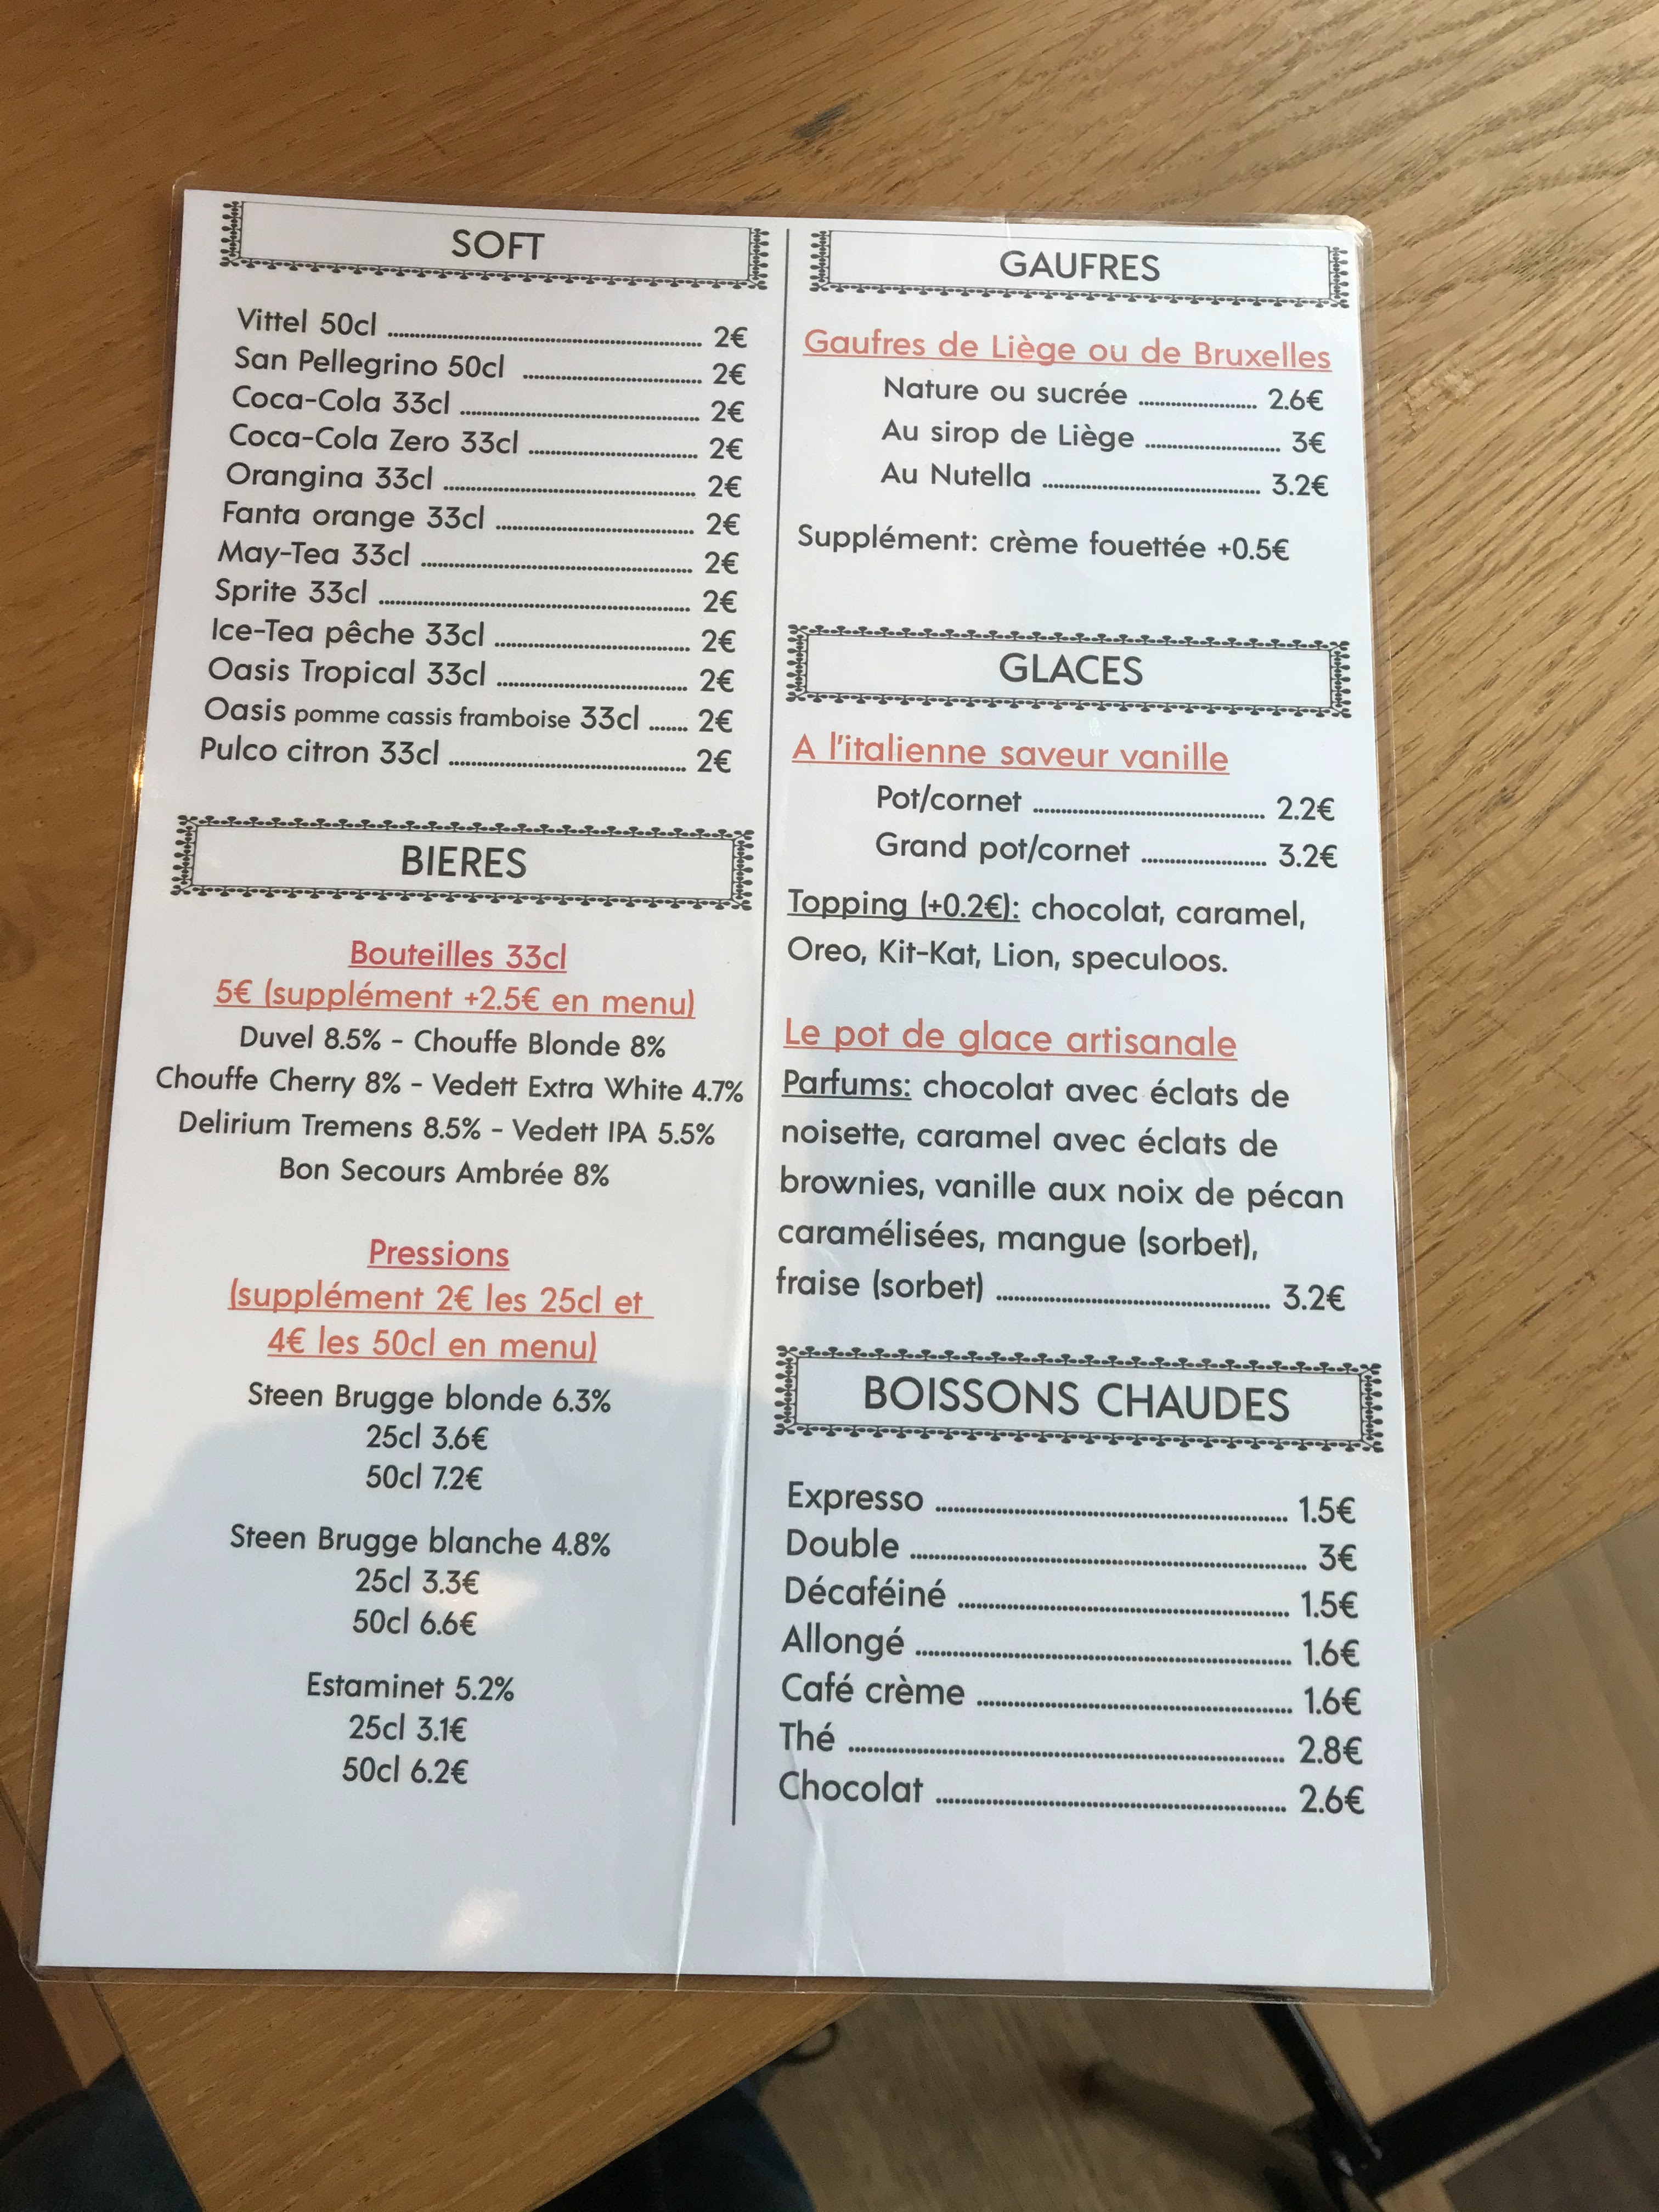 SOFT
Vittel 50cl 2€
San Pellegrino 50cl 2€
Coca-Cola 33cl 2€
Coca-Cola Zero 33cl 2€
Orangina 33cl 2€
Fanta orange 33cl 2€
May-Tea 33cl 2€
Sprite 33cl 2€
Ice-Tea pêche 33cl 2€
Oasis Tropical 33cl 2€
Oasis pomme cassis framboise 33cl 2€
Pulco citron 33cl 2€
BIERES
Bouteilles 33cl
5€ (supplément +2.5€ en menu)
Duvel 8.5% - Chouffe Blonde 8%
Chouffe Cherry 8% - Vedett Extra White 4.7%
Delirium Tremens 8.5% - Vedett IPA 5.5%
Bon Secours Ambrée 8%
Pressions
(supplément 2€ les 25cl et
4€ les 50cl en menu)
Steen Brugge blonde 6.3%
25cl 3.6€
50cl 7.2€
Steen Brugge blanche 4.8%
25cl 3.3€
50cl 6.6€
Estaminet 5.2%
25cl 3.1€
50cl 6.2€
GAUFRES
Gaufres de Liège ou de Bruxelles
Nature ou sucrée 2.6€
Au sirop de Liège 3€
Au Nutella 3.2€
Supplément: crème fouettée +0.5€
GLACES
A l'italienne saveur vanille
Pot/cornet 2.2€
Grand pot/cornet 3.2€
Topping (+0.2€): chocolat, caramel,
Oreo, Kit-Kat, Lion, speculoos.
Le pot de glace artisanale
Parfums: chocolat avec éclats de
noisette, caramel avec éclats de
brownies, vanille aux noix de pécan
caramélisées, mangue (sorbet),
fraise (sorbet) 3.2€
BOISSONS CHAUDES
Expresso 1.5€
Double 3€
Décaféiné 1.5€
Allongé 1.6€
Café crème 1.6€
Thé 2.8€
Chocolat 2.6€